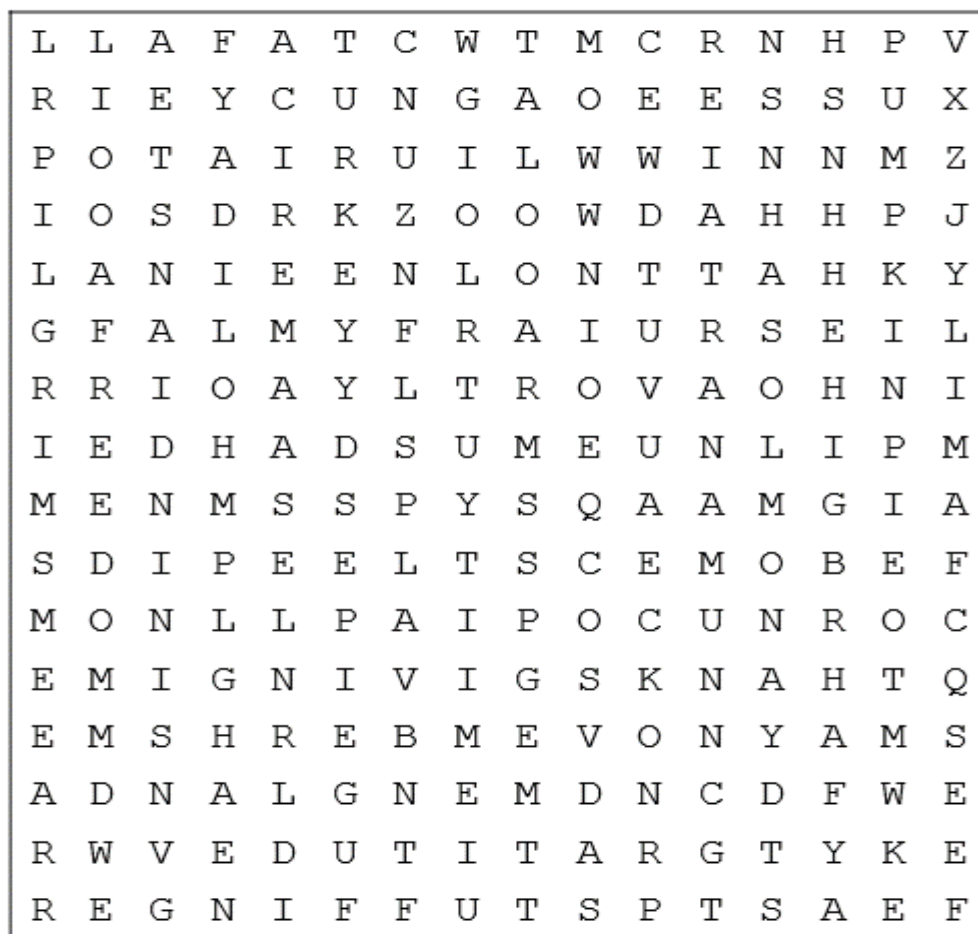 L L A F A T C W T M C R N H P V
R I E Y C U N G A O E E S S U X
P O T A I R U I L W W I N N M Z
I O S D R K Z O O W D A H H P J
L A N I E E N L O N T T A H K Y
G F A L M Y F R A I U R S E I L
R R I O A Y L T R O V A O H N I
I E D H A D S U M E U N L I P M
M E N M S S P Y S Q A A M G I A
S D I P E E L T S C E M O B E F
M O N L L P A I P O C U N R O C
E M I G N I V I G S K N A H T Q
E M S H R E B M E V O N Y A M S
A D N A L G N E M D N C D F W E
R W V E D U T I T A R G T Y K E
R E G N I F F U T S P T S A E F